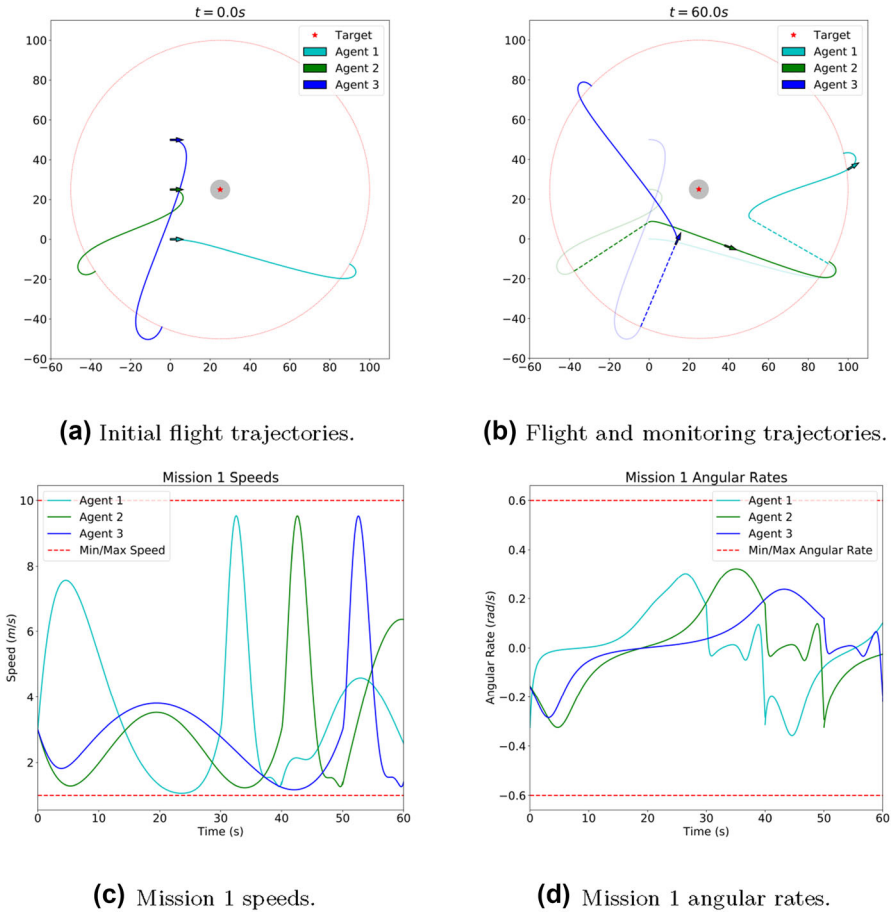 t = 0.0s
Target
Agent 1
Agent 2
Agent 3
100
80
60
40
20
0
−20
−40
−60
−60 −40 −20 0 20 40 60 80 100
(a) Initial flight trajectories.
t = 60.0s
Target
Agent 1
Agent 2
Agent 3
100
80
60
40
20
0
−20
−40
−60
−60 −40 −20 0 20 40 60 80 100
(b) Flight and monitoring trajectories.
Mission 1 Speeds
Agent 1
Agent 2
Agent 3
Min/Max Speed
Speed (m/s)
10
8
6
4
2
0 10 20 30 40 50 60
Time (s)
(c) Mission 1 speeds.
Mission 1 Angular Rates
Agent 1
Agent 2
Agent 3
Min/Max Angular Rate
Angular Rate (rad/s)
0.6
0.4
0.2
0.0
−0.2
−0.4
−0.6
0 10 20 30 40 50 60
Time (s)
(d) Mission 1 angular rates.